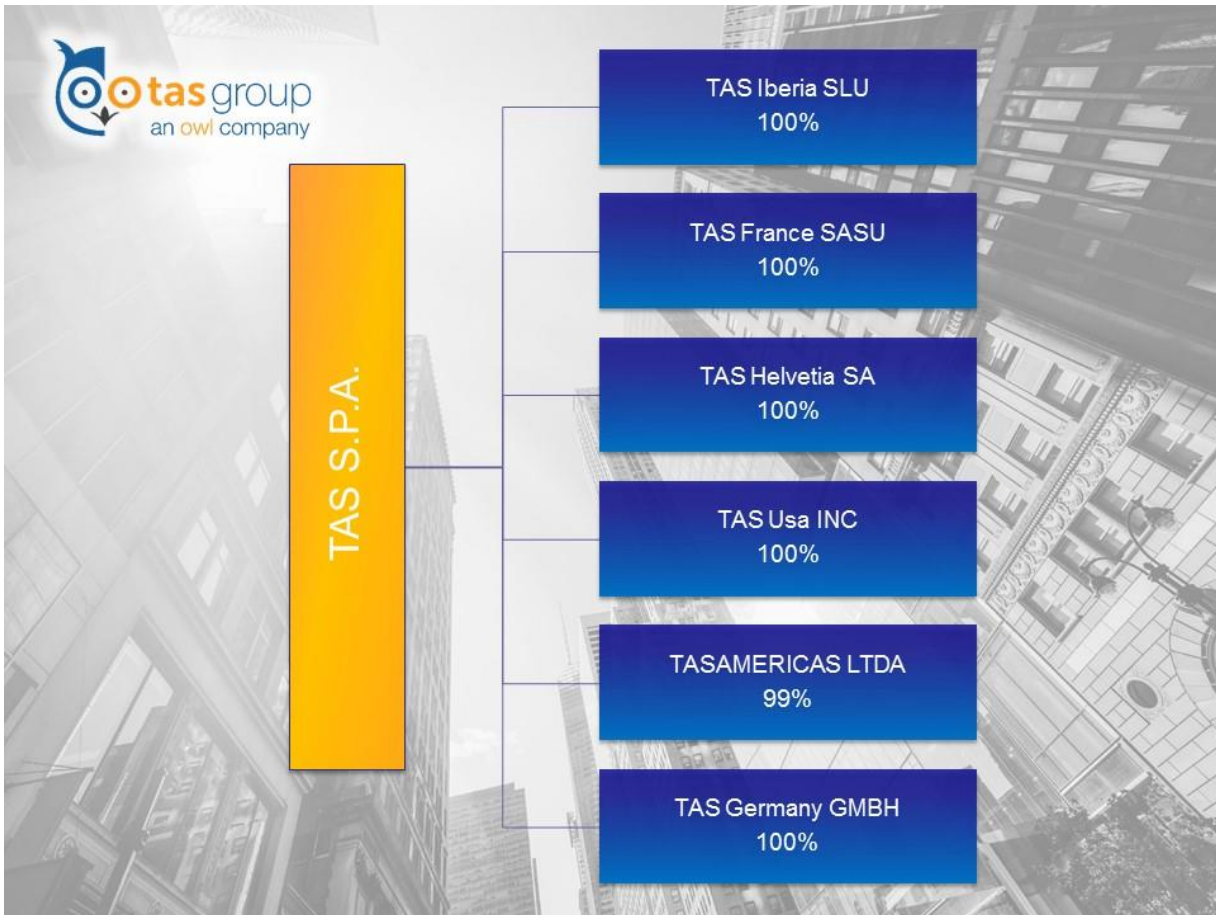 tas group
an owl company
TAS S.P.A.
TAS Iberia SLU
100%
TAS France SASU
100%
TAS Helvetia SA
100%
TAS Usa INC
100%
TASAMERICAS LTDA
99%
TAS Germany GMBH
100%